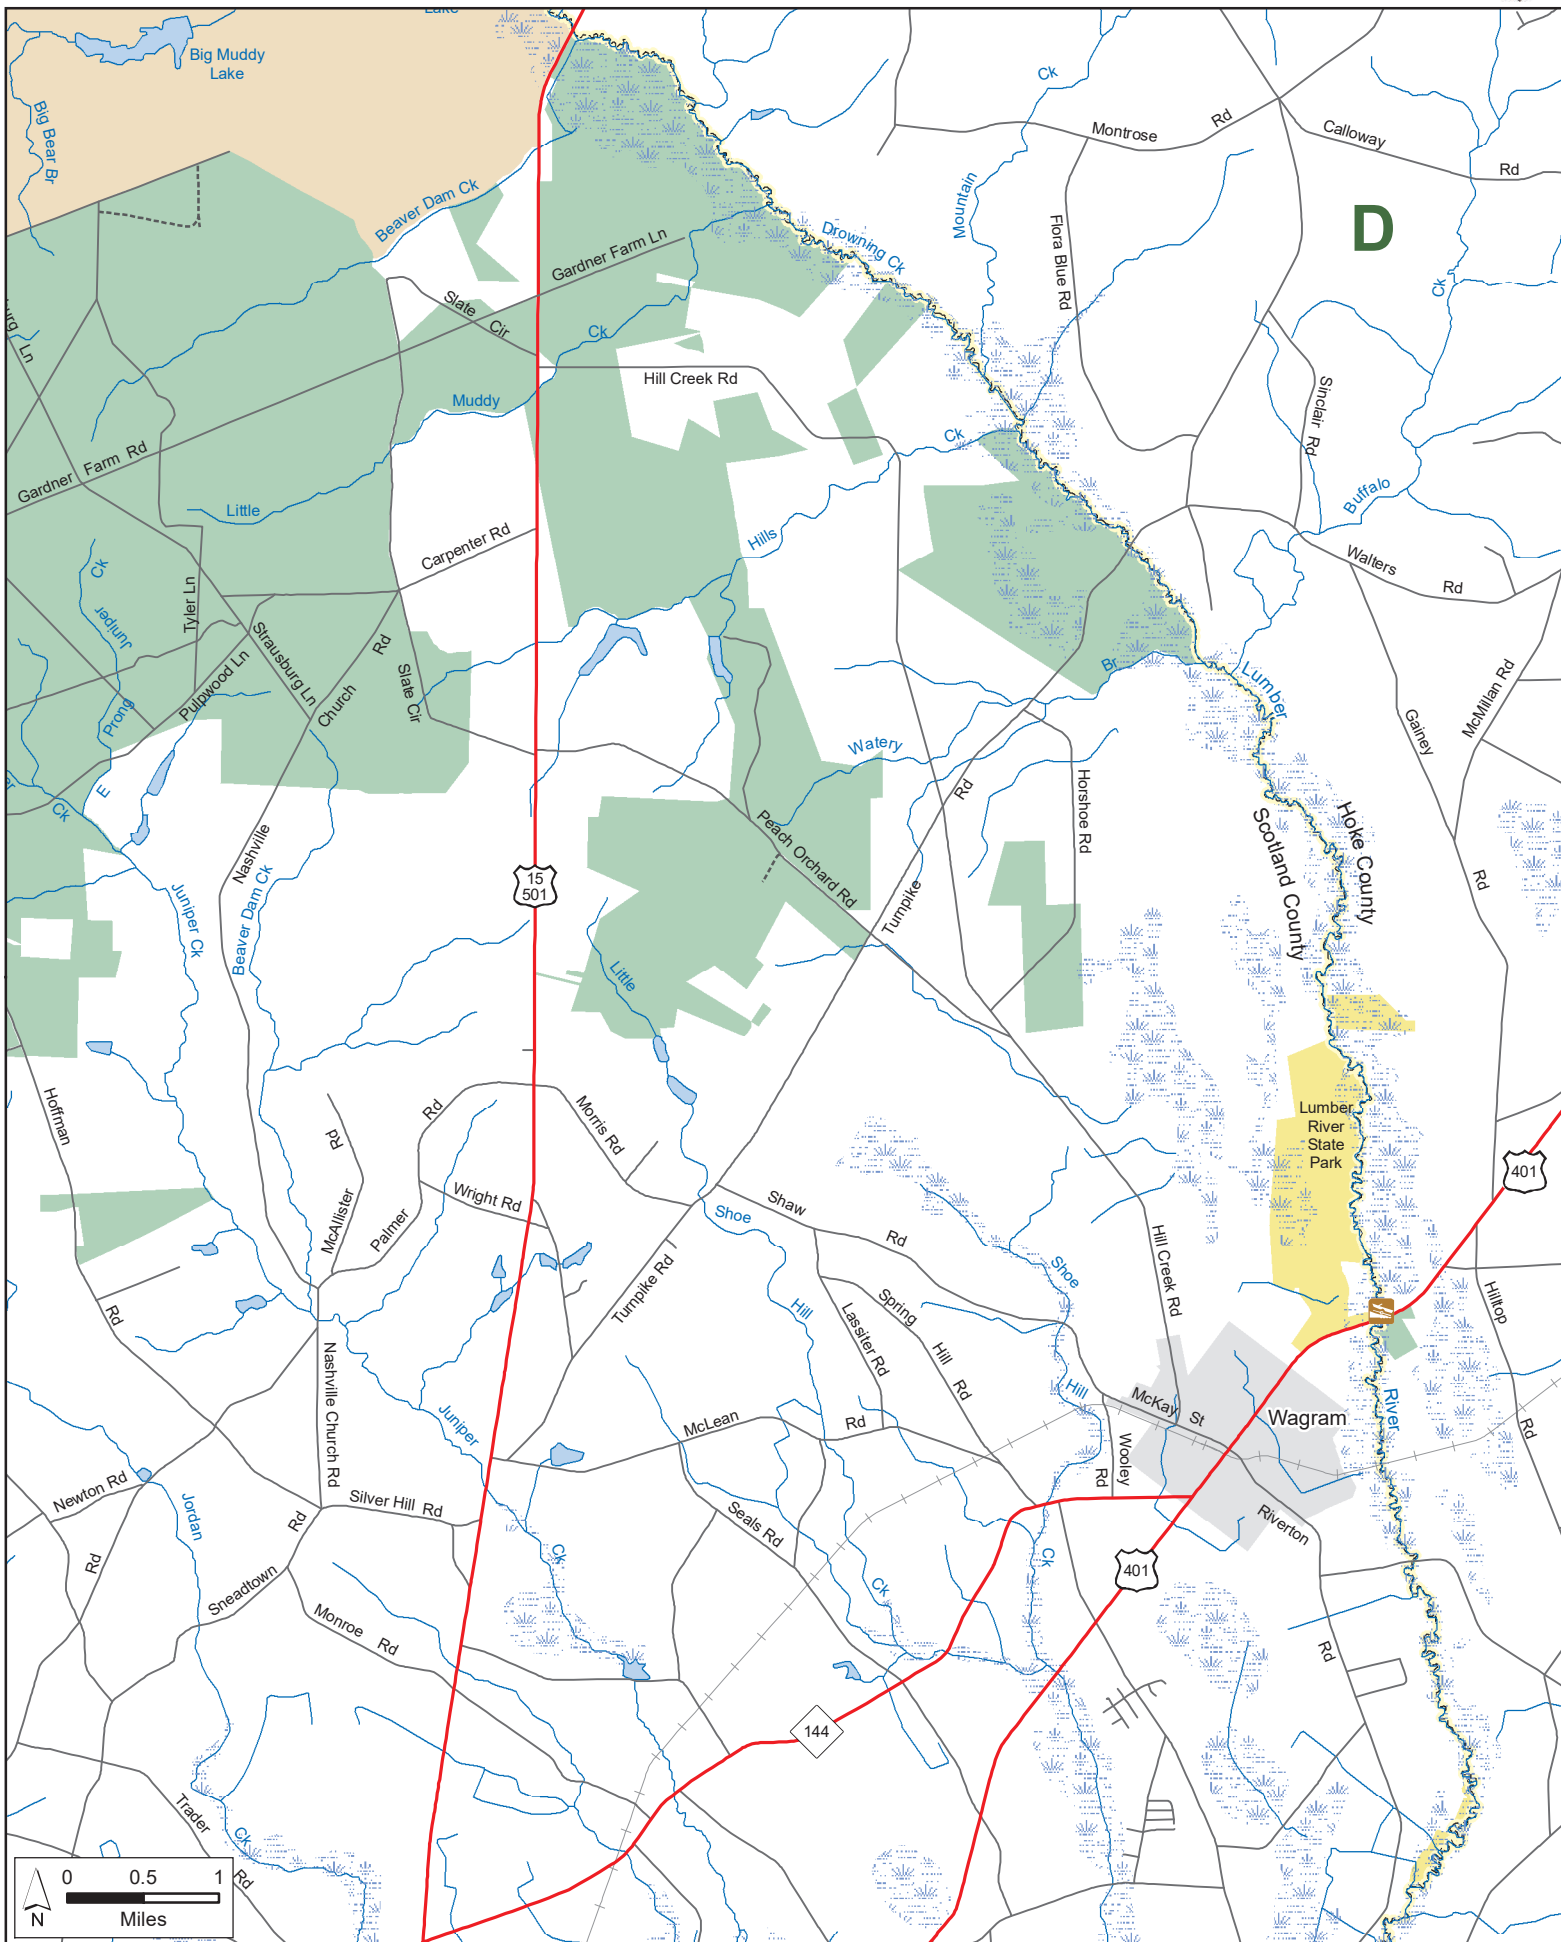 Lake
Big Muddy
Lake
Big Bear Br
Beaver Dam Ck
Gardner Farm Ln
Drowning Ck
Mountain
Ck
Montrose
Rd
Calloway
Rd
D
Flora Blue Rd
Ck
Slate
Cir
Ck
Hill Creek Rd
Muddy
Ln
Gardner
Farm
Rd
Little
Carpenter Rd
Hills
Ck
Sinclair
Rd
Buffalo
Walters
Rd
Ck
Juniper
Prong
E
Tyler Ln
Pulpwood Ln
Strausburg Ln
Church
Rd
Slate Cir
Nashville
Ck
Juniper Ck
Beaver Dam Ck
15
501
Watery
Br
Peach Orchard Rd
Turnpike
Rd
Horshoe Rd
Lumber
Gainey
Rd
McMillan Rd
Hoke County
Scotland County
Little
Lumber
River
State
Park
401
Hoffman
Rd
Rd
McAllister
Palmer
Rd
Wright Rd
Morris Rd
Shoe
Shaw
Rd
Turnpike Rd
Hill
Spring
Hill
Rd
Lassiter Rd
Shoe
Hill
Hill Creek Rd
Hilltop
Rd
McKay
St
Wagram
River
Nashville Church Rd
Juniper
McLean
Rd
Wooley
Rd
Newton Rd
Rd
Jordan
Silver Hill
Rd
Rd
Sneadtown
Monroe
Rd
Ck
Seals Rd
Ck
Ck
401
Riverton
Rd
144
Trader
Rd
Ck
0
0.5
1
Miles
N